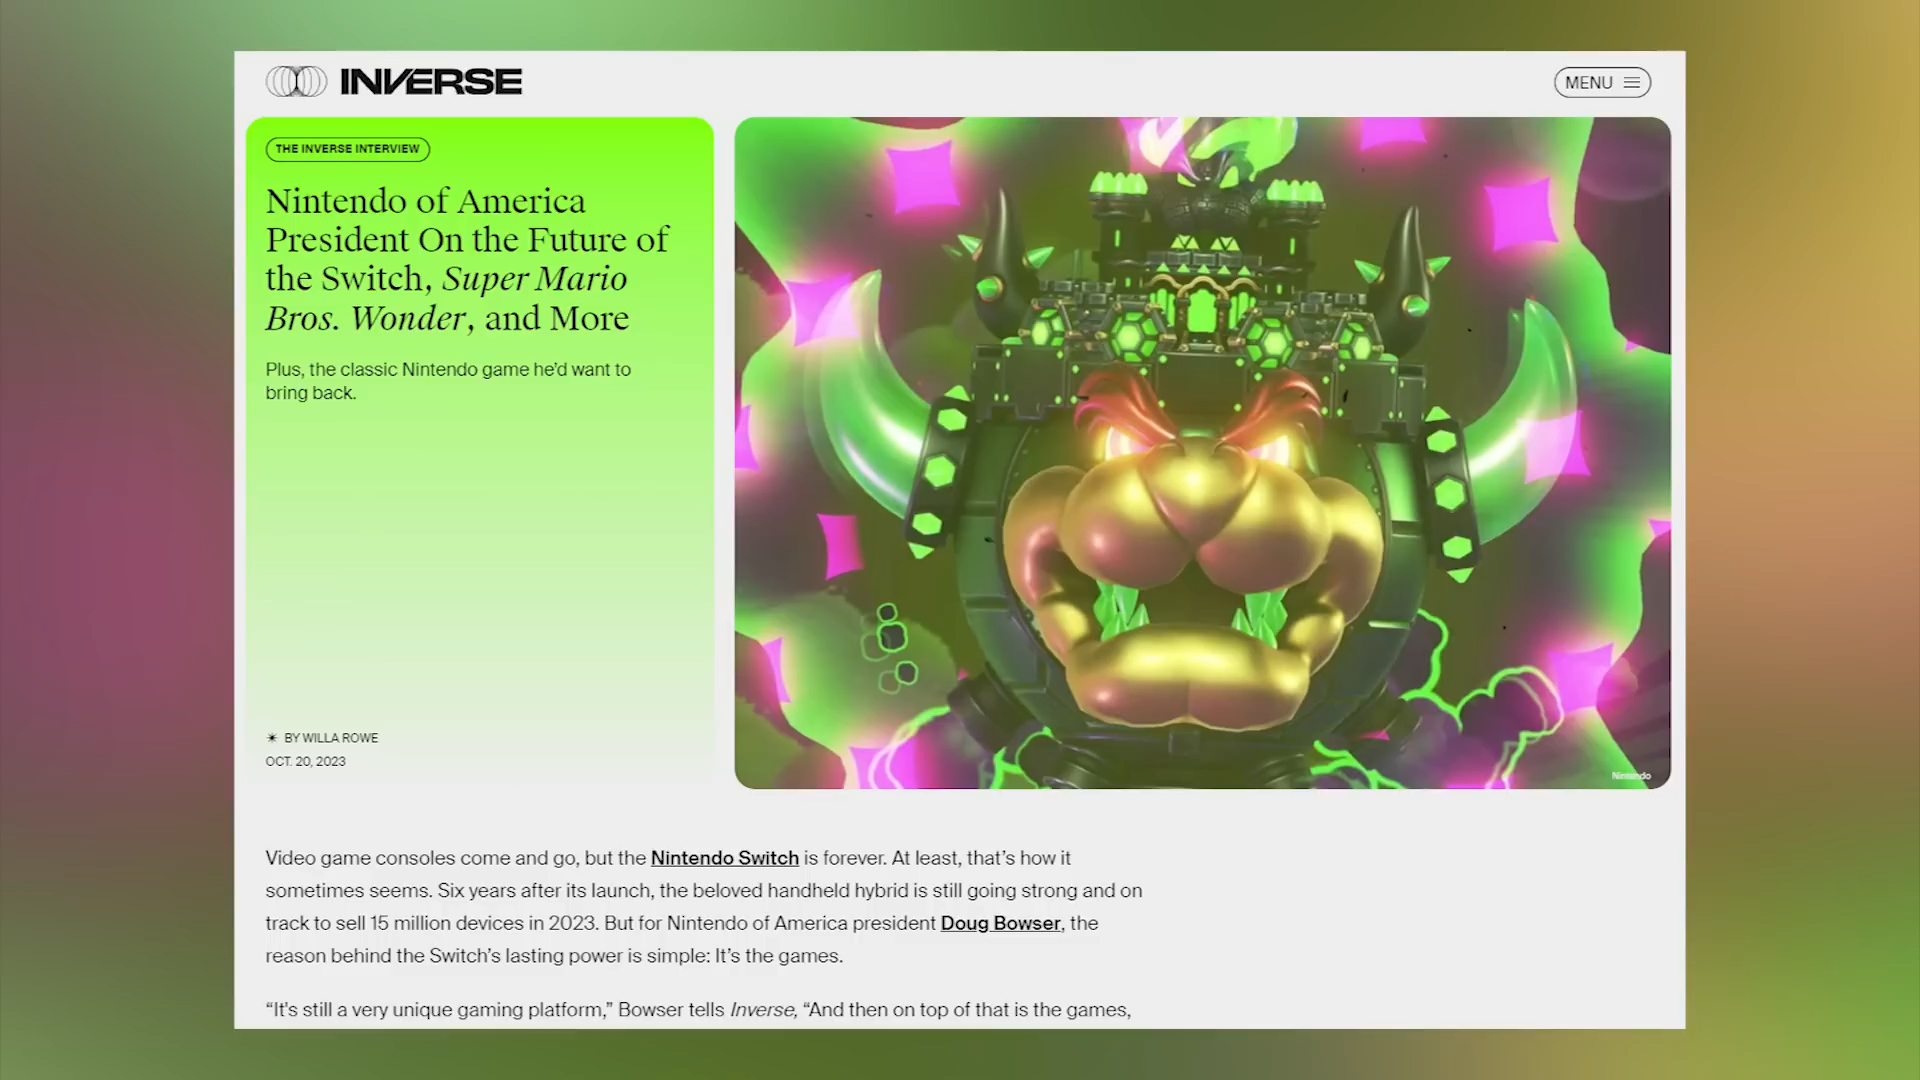 INVERSE
MENU
THE INVERSE INTERVIEW
Nintendo of America
President On the Future of
the Switch, Super Mario
Bros. Wonder, and More
Plus, the classic Nintendo game he’d want to
bring back.
BY WILLA ROWE
OCT. 20, 2023
Nintendo
Video game consoles come and go, but the Nintendo Switch is forever. At least, that’s how it
sometimes seems. Six years after its launch, the beloved handheld hybrid is still going strong and on
track to sell 15 million devices in 2023. But for Nintendo of America president Doug Bowser, the
reason behind the Switch’s lasting power is simple: It’s the games.
“It's still a very unique gaming platform,” Bowser tells Inverse, “And then on top of that is the games,